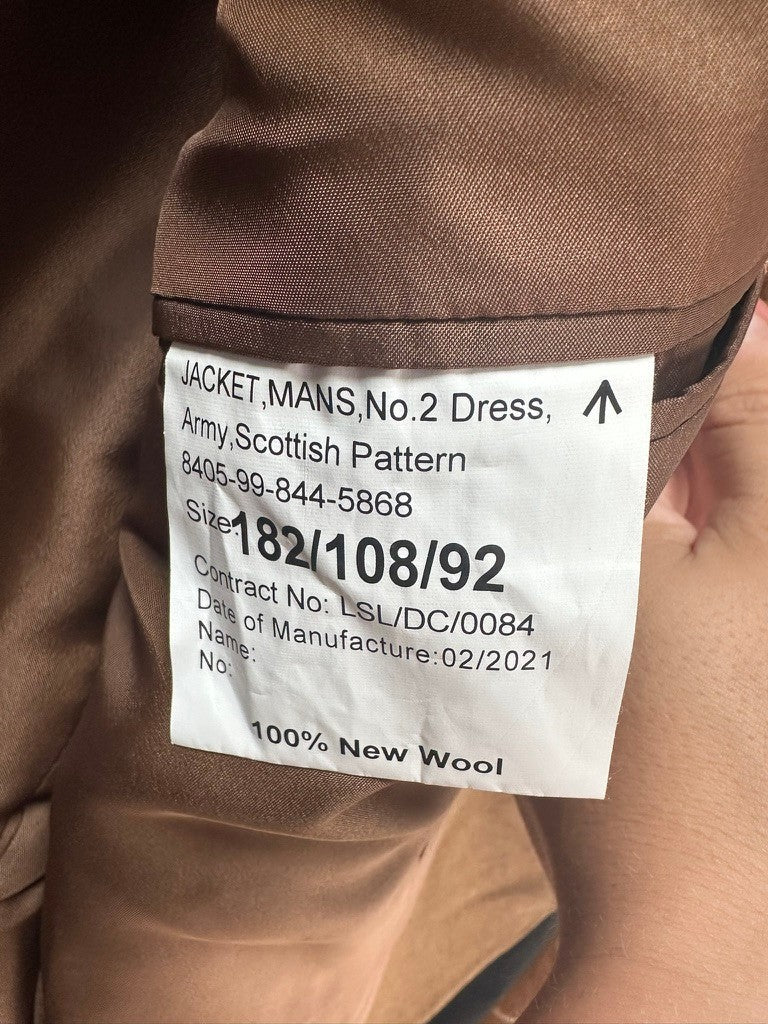 JACKET,MANS,No.2 Dress,
Army,Scottish Pattern
8405-99-844-5868
Size:182/108/92
Contract No: LSL/DC/0084
Date of Manufacture:02/2021
Name:
No:
100% New Wool